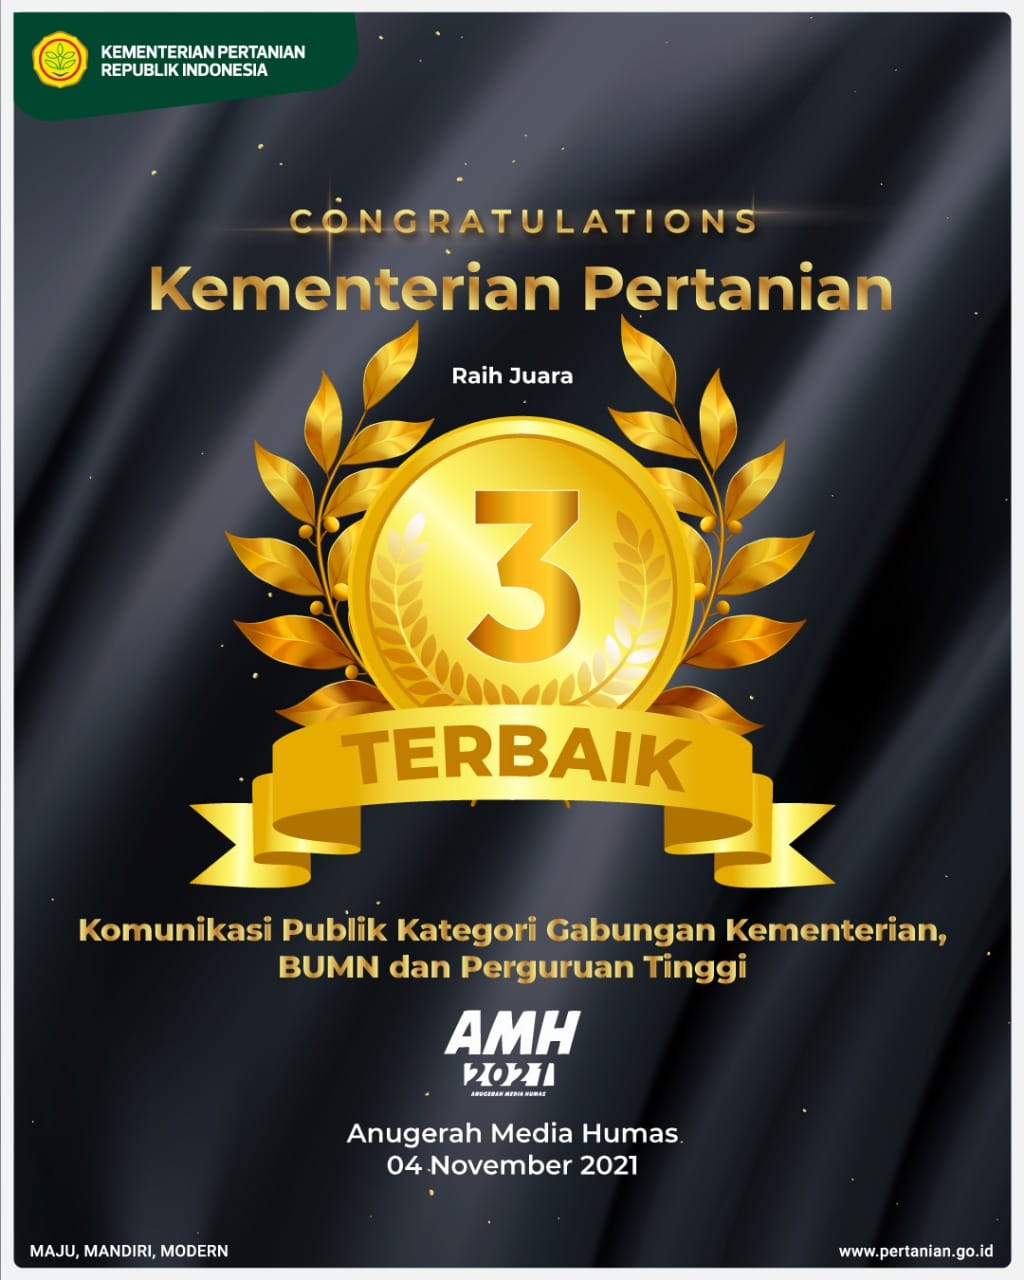 KEMENTERIAN PERTANIAN
REPUBLIK INDONESIA
CONGRATULATIONS
Kementerian Pertanian
Raih Juara
3
TERBAIK
Komunikasi Publik Kategori Gabungan Kementerian,
BUMN dan Perguruan Tinggi
AMH
2021
ANUGERAH MEDIA HUMAS
Anugerah Media Humas
04 November 2021
MAJU, MANDIRI, MODERN
www.pertanian.go.id